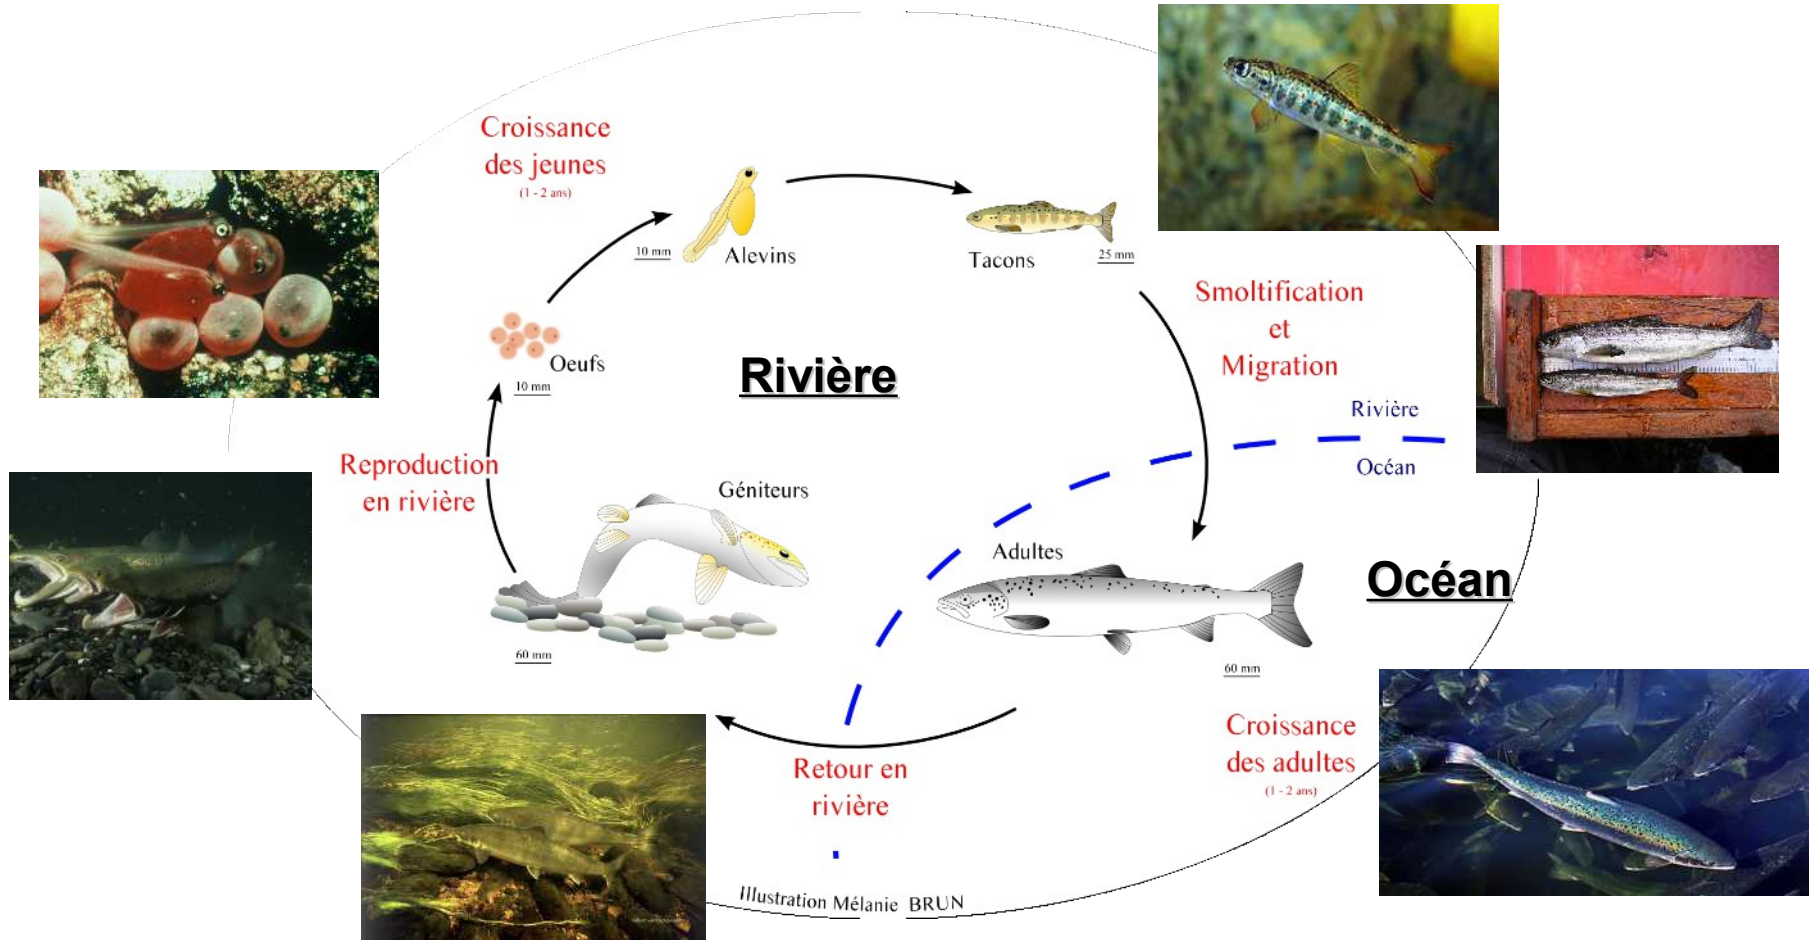 Croissance
des jeunes
(1 - 2 ans)
10 mm
Alevins
Tacons
25 mm
Smoltification
et
Migration
Oeufs
10 mm
Rivière
Rivière
Océan
Reproduction
en rivière
Géniteurs
60 mm
Adultes
Océan
60 mm
Croissance
des adultes
(1 - 2 ans)
Retour en
rivière
Illustration Mélanie BRUN